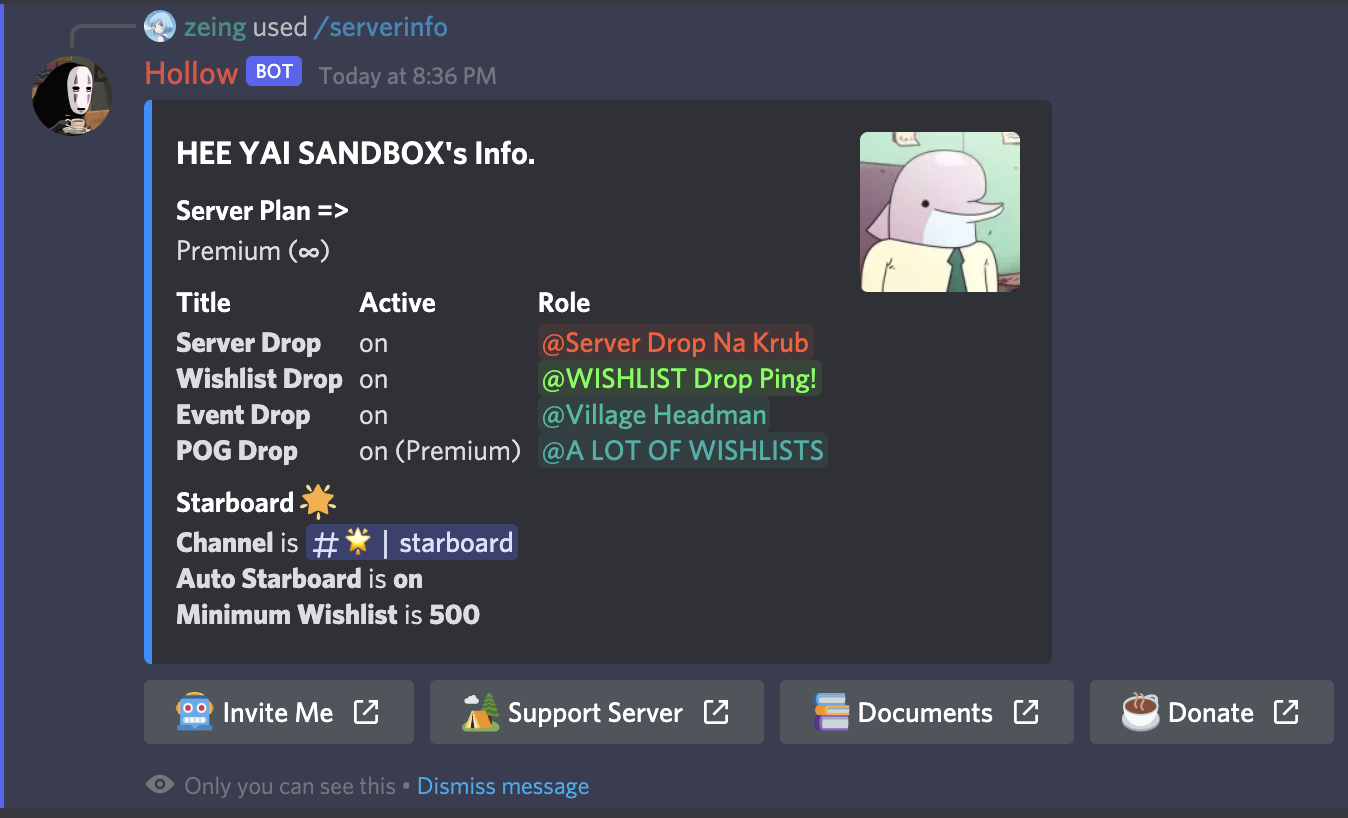 zeing used /serverinfo
Hollow BOT Today at 8:36 PM
HEE YAI SANDBOX's Info.
Server Plan =>
Premium (∞)
Title Active Role
Server Drop on @Server Drop Na Krub
Wishlist Drop on @WISHLIST Drop Ping!
Event Drop on @Village Headman
POG Drop on (Premium) @A LOT OF WISHLISTS
Starboard 🌟
Channel is #🌟 | starboard
Auto Starboard is on
Minimum Wishlist is 500
Invite Me Support Server Documents Donate
Only you can see this • Dismiss message